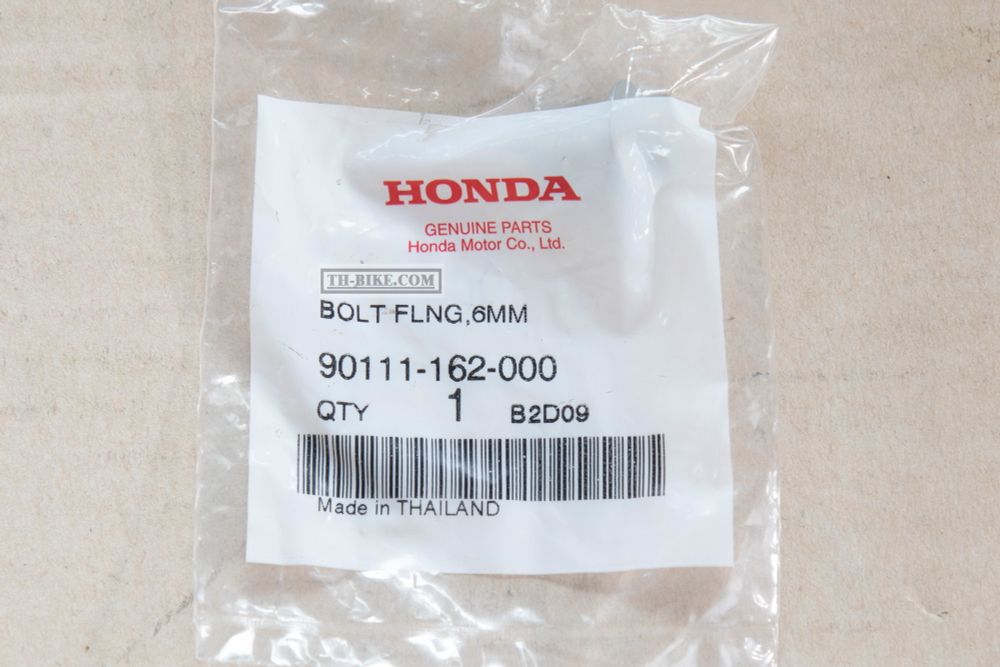 HONDA
GENUINE PARTS
Honda Motor Co., Ltd.
TH-BIKE.COM
BOLT FLNG,6MM
90111-162-000
QTY 1 B2D09
Made in THAILAND